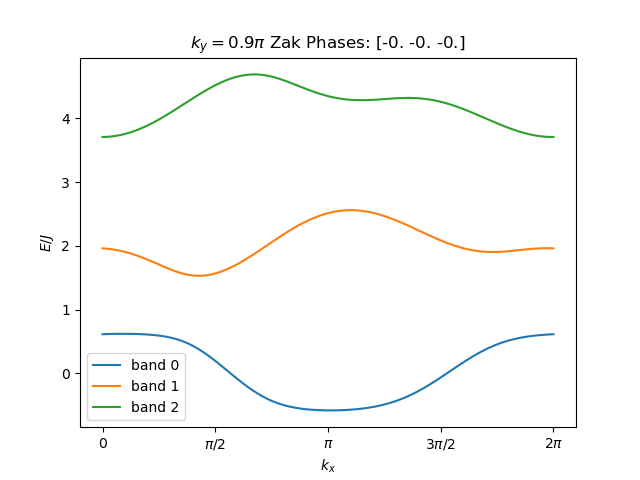 $k_y = 0.9\pi$ Zak Phases: [-0. -0. -0.]
E/J
4
3
2
1
0
band 0
band 1
band 2
0 π/2 π 3π/2 2π
$k_x$